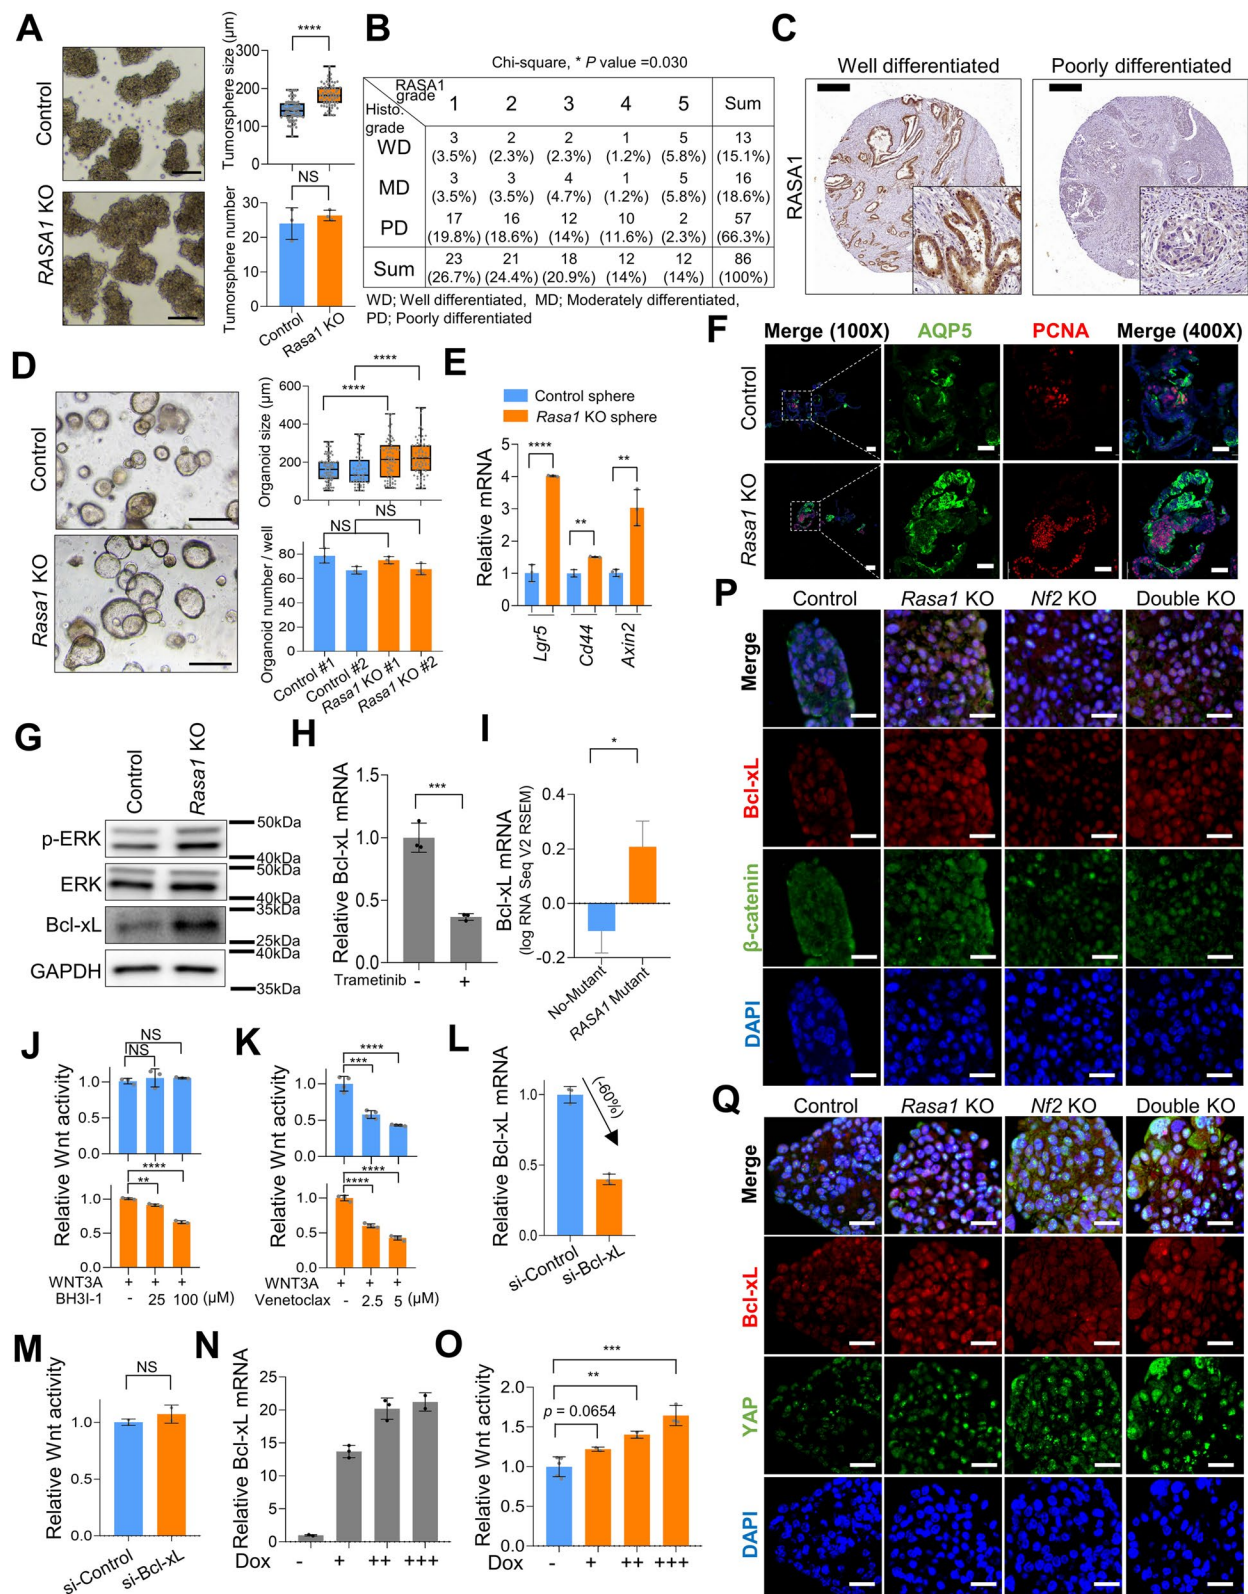 A
Control
RASA1 KO
Tumorsphere size (μm)
****
300
200
100
0
Tumorsphere number
NS
30
20
10
0
Control
Rasa1 KO
B
Chi-square, * P value =0.030
RASA1 grade
Histo. grade
1 2 3 4 5 Sum
WD 3 2 2 1 5 13
(3.5%) (2.3%) (2.3%) (1.2%) (5.8%) (15.1%)
MD 3 3 4 1 5 16
(3.5%) (3.5%) (4.7%) (1.2%) (5.8%) (18.6%)
PD 17 16 12 10 2 57
(19.8%) (18.6%) (14%) (11.6%) (2.3%) (66.3%)
Sum 23 21 18 12 12 86
(26.7%) (24.4%) (20.9%) (14%) (14%) (100%)
WD; Well differentiated, MD; Moderately differentiated,
PD; Poorly differentiated
C
Well differentiated Poorly differentiated
RASA1
D
Control
Rasa1 KO
Organoid size (μm)
****
****
600
400
200
0
Organoid number / well
NS NS
80
60
40
20
0
Control #1
Control #2
Rasa1 KO #1
Rasa1 KO #2
E
Control sphere
Rasa1 KO sphere
Relative mRNA
**** ** **
5
4
3
2
1
0
Lgr5 Cd44 Axin2
F
Merge (100X) AQP5 PCNA Merge (400X)
Control
Rasa1 KO
G
Control Rasa1 KO
p-ERK
50kDa
40kDa
ERK
50kDa
40kDa
Bcl-xL
35kDa
25kDa
GAPDH
40kDa
35kDa
H
Relative Bcl-xL mRNA
***
1.5
1.0
0.5
0.0
Trametinib - +
I
Bcl-xL mRNA
(log RNA Seq V2 RSEM)
*
0.4
0.2
0.0
-0.2
No-Mutant
RASA1 Mutant
J
Relative Wnt activity
NS
NS
1.0
0.5
0.0
Relative Wnt activity
****
**
1.0
0.5
0.0
WNT3A + + +
BH3I-1 - 25 100 (μM)
K
Relative Wnt activity
****
***
1.0
0.5
0.0
Relative Wnt activity
****
****
1.0
0.5
0.0
WNT3A + + +
Venetoclax - 2.5 5 (μM)
L
Relative Bcl-xL mRNA
(-60%)
1.0
0.5
0.0
si-Control
si-Bcl-xL
M
Relative Wnt activity
NS
1.0
0.5
0.0
si-Control
si-Bcl-xL
N
Relative Bcl-xL mRNA
25
20
15
10
5
0
Dox - + ++ +++
O
Relative Wnt activity
***
**
p = 0.0654
2.0
1.5
1.0
0.5
0.0
Dox - + ++ +++
P
Control Rasa1 KO Nf2 KO Double KO
Merge
Bcl-xL
β-catenin
DAPI
Q
Control Rasa1 KO Nf2 KO Double KO
Merge
Bcl-xL
YAP
DAPI